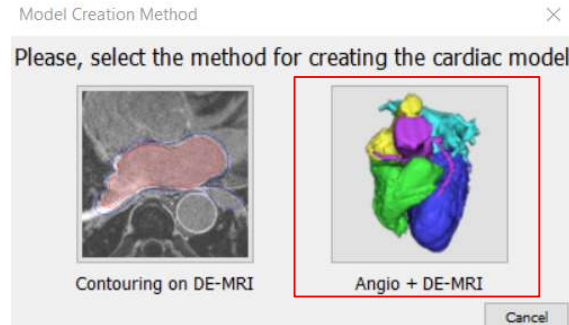 Model Creation Method
Please, select the method for creating the cardiac model
Contouring on DE-MRI
Angio + DE-MRI
Cancel